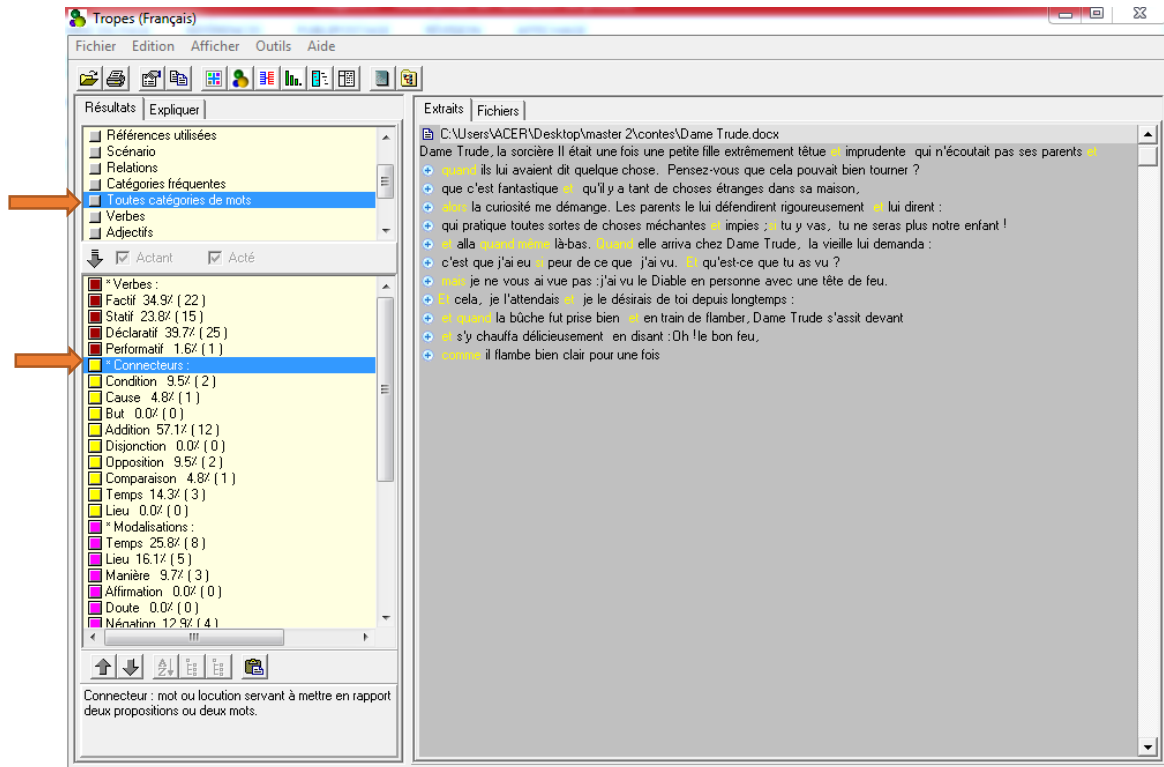 Tropes (Français)
Fichier Edition Afficher Outils Aide
Résultats Expliquer
Références utilisées
Scénario
Relations
Catégories fréquentes
Toutes catégories de mots
Verbes
Adjectifs
Actant Acté
* Verbes :
Factif 34.9% ( 22 )
Statif 23.8% ( 15 )
Déclaratif 39.7% ( 25 )
Performatif 1.6% ( 1 )
* Connecteurs :
Condition 9.5% ( 2 )
Cause 4.8% ( 1 )
But 0.0% ( 0 )
Addition 57.1% ( 12 )
Disjonction 0.0% ( 0 )
Opposition 9.5% ( 2 )
Comparaison 4.8% ( 1 )
Temps 14.3% ( 3 )
Lieu 0.0% ( 0 )
* Modalisations :
Temps 25.8% ( 8 )
Lieu 16.1% ( 5 )
Manière 9.7% ( 3 )
Affirmation 0.0% ( 0 )
Doute 0.0% ( 0 )
Négation 12.9% ( 4 )
Connecteur : mot ou locution servant à mettre en rapport
deux propositions ou deux mots.
Extraits Fichiers
C:\Users\ACER\Desktop\master 2\contes\Dame Trude.docx
Dame Trude, la sorcière Il était une fois une petite fille extrêmement têtue et imprudente qui n'écoutait pas ses parents et
quand ils lui avaient dit quelque chose. Pensez-vous que cela pouvait bien tourner ?
que c'est fantastique et qu'il y a tant de choses étranges dans sa maison,
alors la curiosité me démange. Les parents le lui défendirent rigoureusement et lui dirent :
qui pratique toutes sortes de choses méchantes et impies ; si tu y vas, tu ne seras plus notre enfant !
et alla quand même là-bas. Quand elle arriva chez Dame Trude, la vieille lui demanda :
c'est que j'ai eu si peur de ce que j'ai vu. Et qu'est-ce que tu as vu ?
mais je ne vous ai vue pas : j'ai vu le Diable en personne avec une tête de feu.
Et cela, je l'attendais et je le désirais de toi depuis longtemps :
et quand la bûche fut prise bien et en train de flamber, Dame Trude s'assit devant
et s'y chauffa délicieusement en disant : Oh ! le bon feu,
comme il flambe bien clair pour une fois